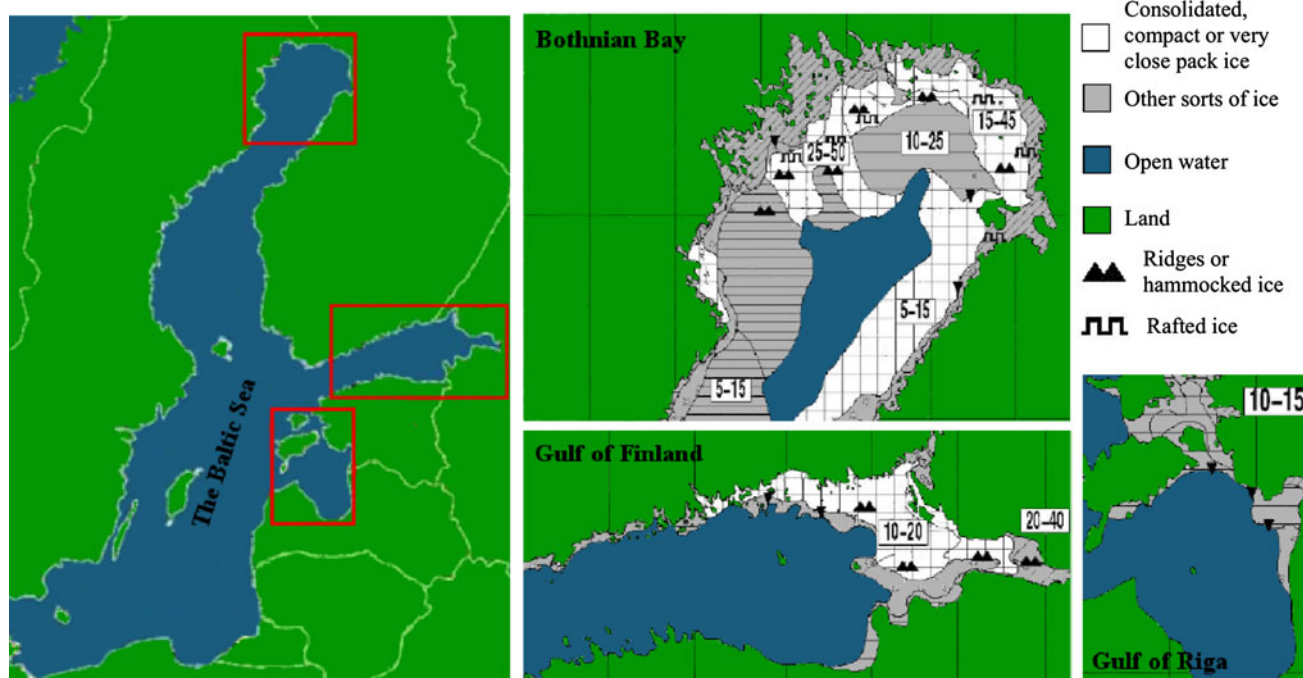 The Baltic Sea
Bothnian Bay
25–50
10–25
15–45
5–15
5–15
Gulf of Finland
10–20
20–40
Consolidated,
compact or very
close pack ice
Other sorts of ice
Open water
Land
Ridges or
hammocked ice
Rafted ice
10–15
Gulf of Riga